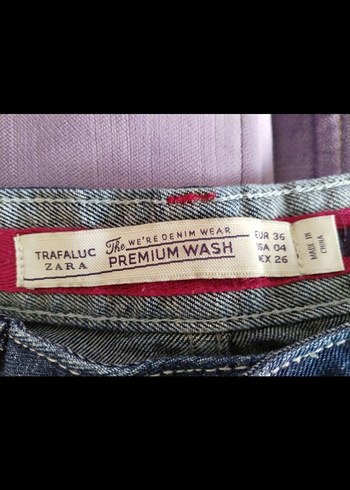 TRAFALUC
ZARA
The WE'RE DENIM WEAR
PREMIUM WASH
EUR 36
USA 04
MEX 26
MADE IN
CHINA